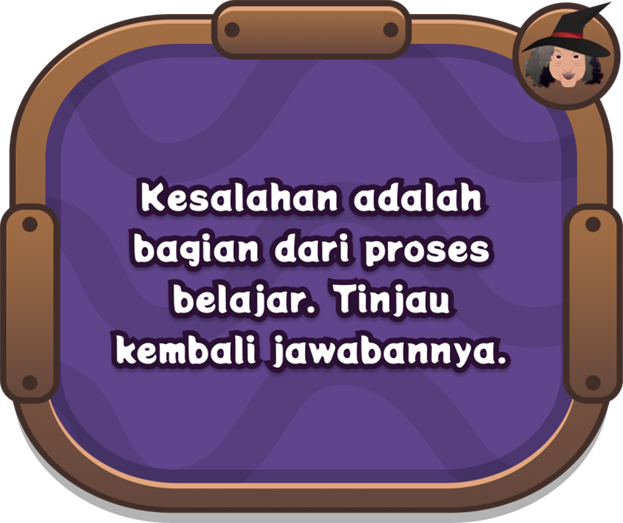 Kesalahan adalah
bagian dari proses
belajar. Tinjau
kembali jawabannya.